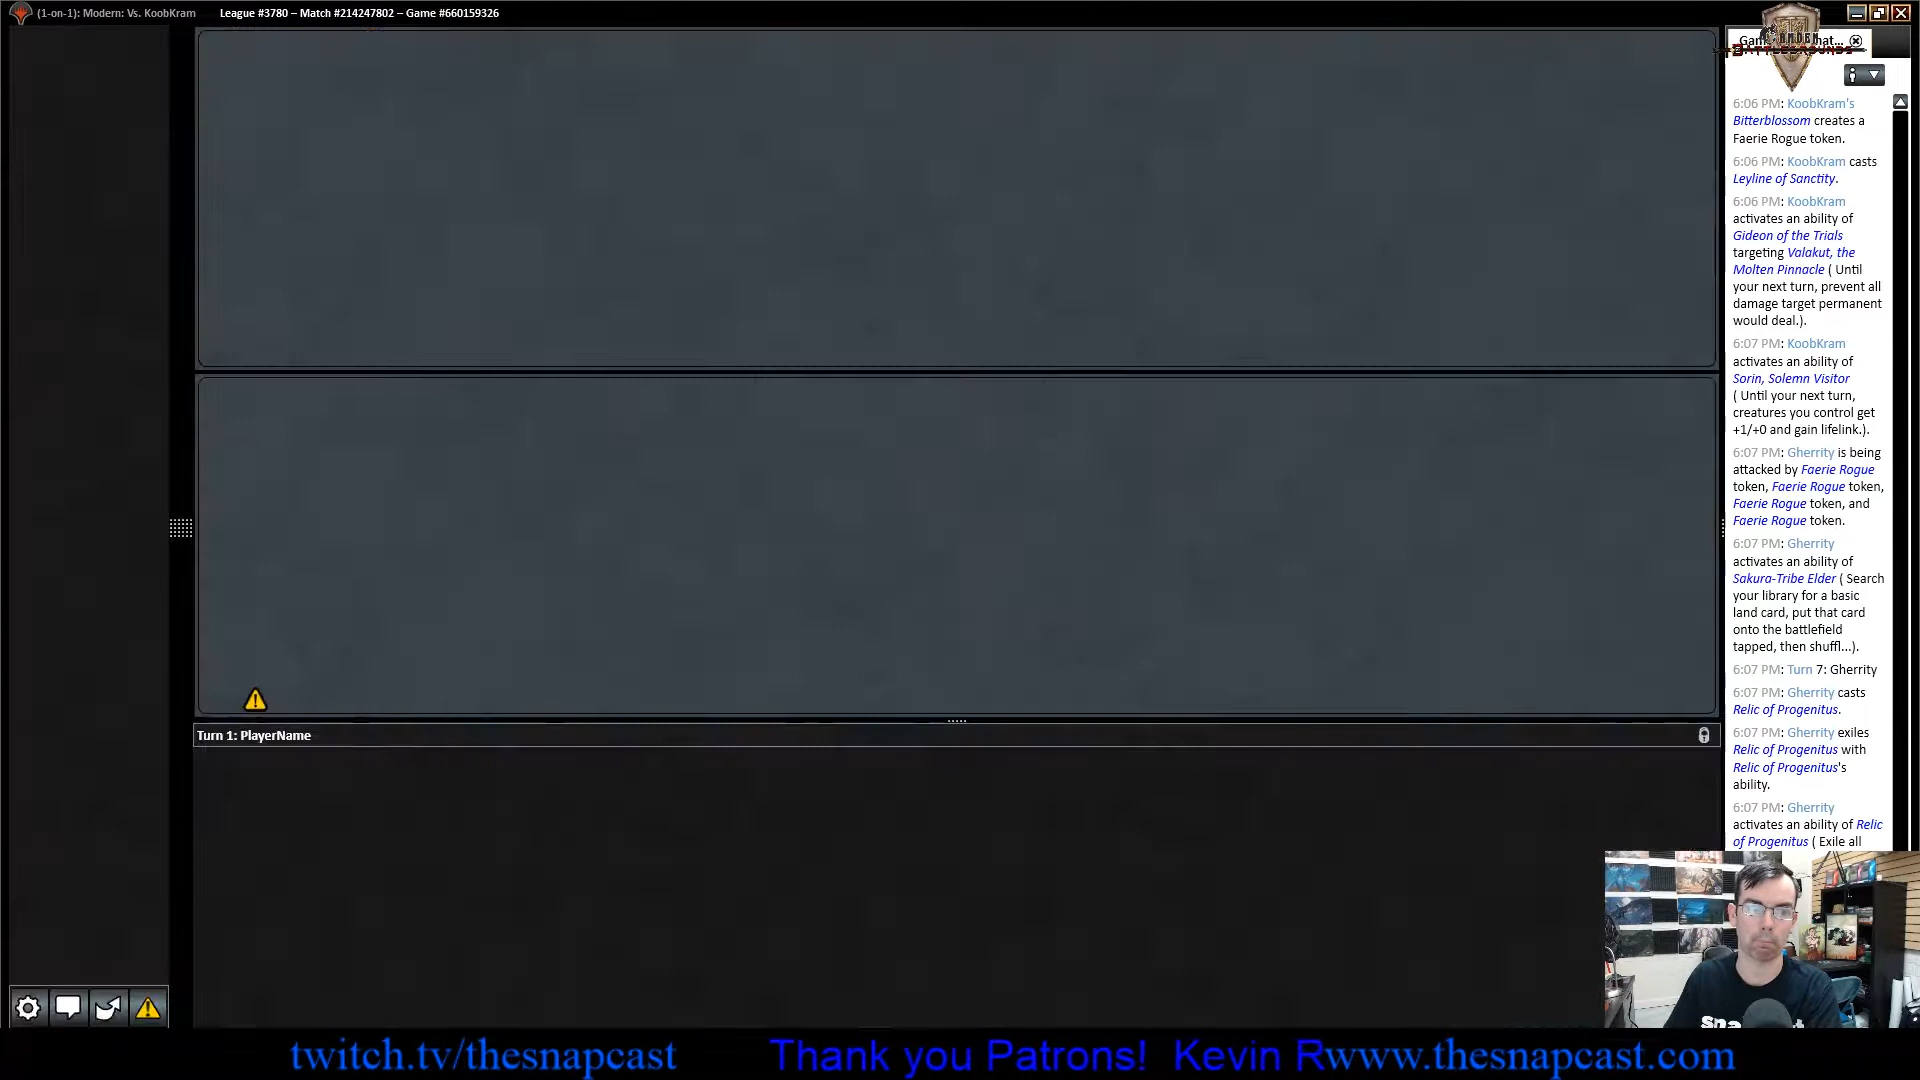 (1-on-1): Modern: Vs. KoobKram
League #3780 – Match #214247802 – Game #660159326
6:06 PM: KoobKram's
Bitterblossom creates a
Faerie Rogue token.
6:06 PM: KoobKram casts
Leyline of Sanctity.
6:06 PM: KoobKram
activates an ability of
Gideon of the Trials
targeting Valakut, the
Molten Pinnacle ( Until
your next turn, prevent all
damage target permanent
would deal.).
6:07 PM: KoobKram
activates an ability of
Sorin, Solemn Visitor
( Until your next turn,
creatures you control get
+1/+0 and gain lifelink.).
6:07 PM: Gherrity is being
attacked by Faerie Rogue
token, Faerie Rogue token,
Faerie Rogue token, and
Faerie Rogue token.
6:07 PM: Gherrity
activates an ability of
Sakura-Tribe Elder ( Search
your library for a basic
land card, put that card
onto the battlefield
tapped, then shuffl...).
6:07 PM: Turn 7: Gherrity
6:07 PM: Gherrity casts
Relic of Progenitus.
6:07 PM: Gherrity exiles
Relic of Progenitus with
Relic of Progenitus's
ability.
6:07 PM: Gherrity
activates an ability of Relic
of Progenitus ( Exile all
Turn 1: PlayerName
twitch.tv/thesnapcast
Thank you Patrons! Kevin R
www.thesnapcast.com